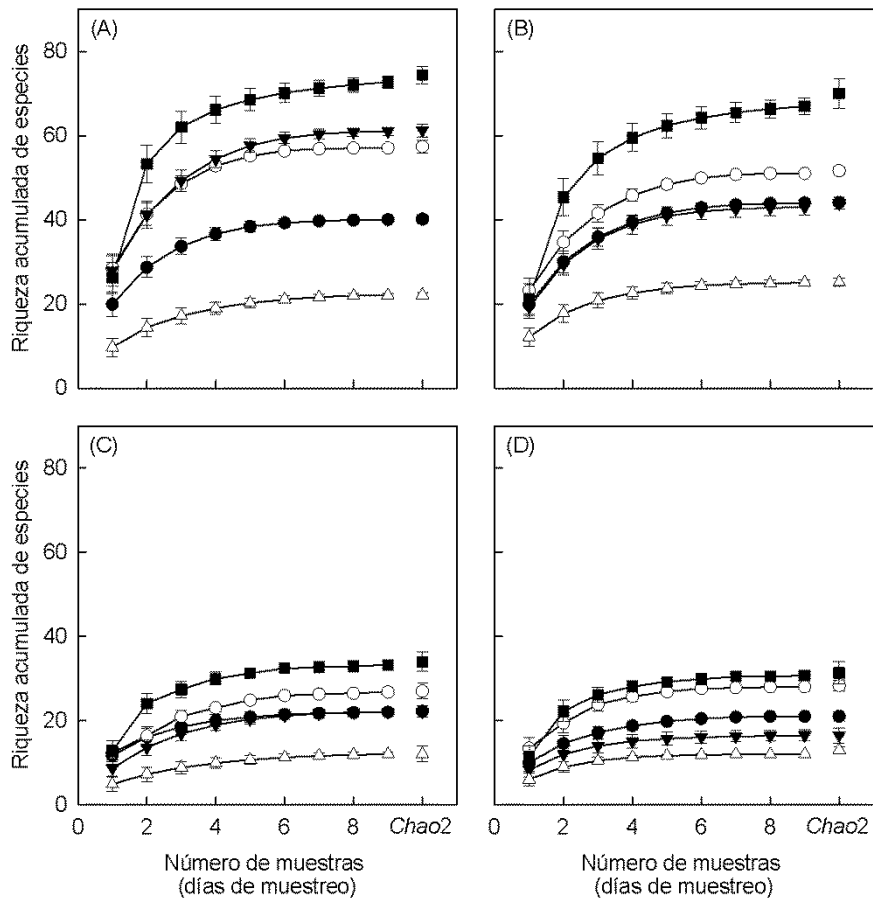 (A)
(B)
Riqueza acumulada de especies
80
60
40
20
0
(C)
(D)
Riqueza acumulada de especies
80
60
40
20
0
0 2 4 6 8 Chao2
0 2 4 6 8 Chao2
Número de muestras
(días de muestreo)
Número de muestras
(días de muestreo)